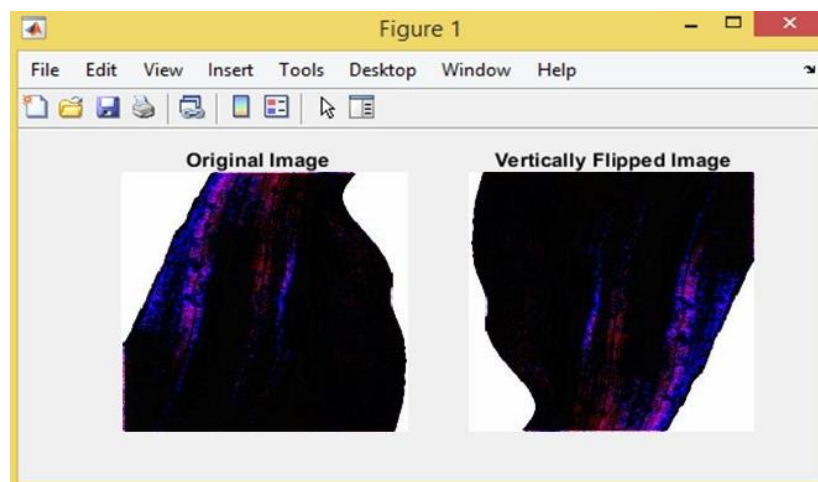 Figure 1
File Edit View Insert Tools Desktop Window Help
Original Image Vertically Flipped Image